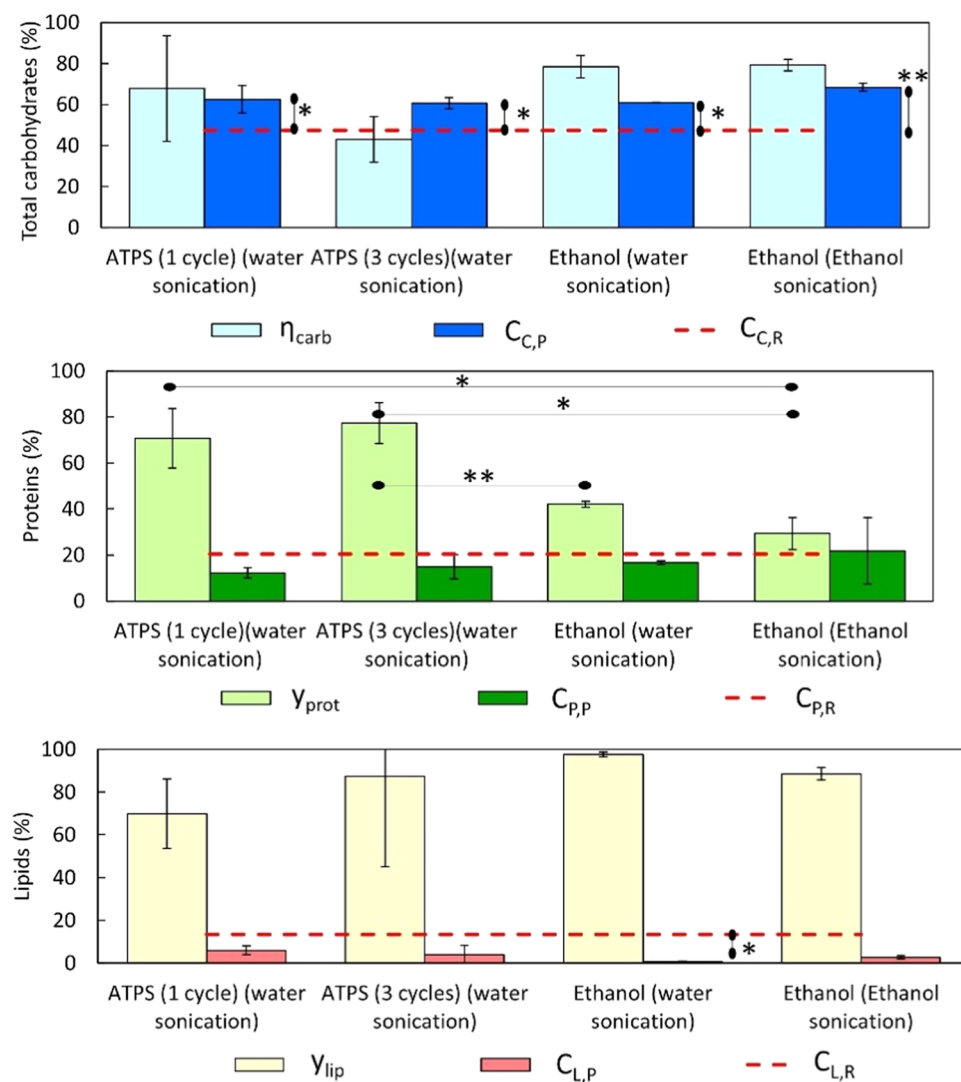 Total carbohydrates (%)
100
80
60
40
20
0
*
*
*
**
ATPS (1 cycle) (water sonication)
ATPS (3 cycles)(water sonication)
Ethanol (water sonication)
Ethanol (Ethanol sonication)
ηcarb
CC,P
CC,R
Proteins (%)
100
80
60
40
20
0
*
*
**
ATPS (1 cycle)(water sonication)
ATPS (3 cycles)(water sonication)
Ethanol (water sonication)
Ethanol (Ethanol sonication)
yprot
CP,P
CP,R
Lipids (%)
100
80
60
40
20
0
*
ATPS (1 cycle) (water sonication)
ATPS (3 cycles) (water sonication)
Ethanol (water sonication)
Ethanol (Ethanol sonication)
ylip
CL,P
CL,R